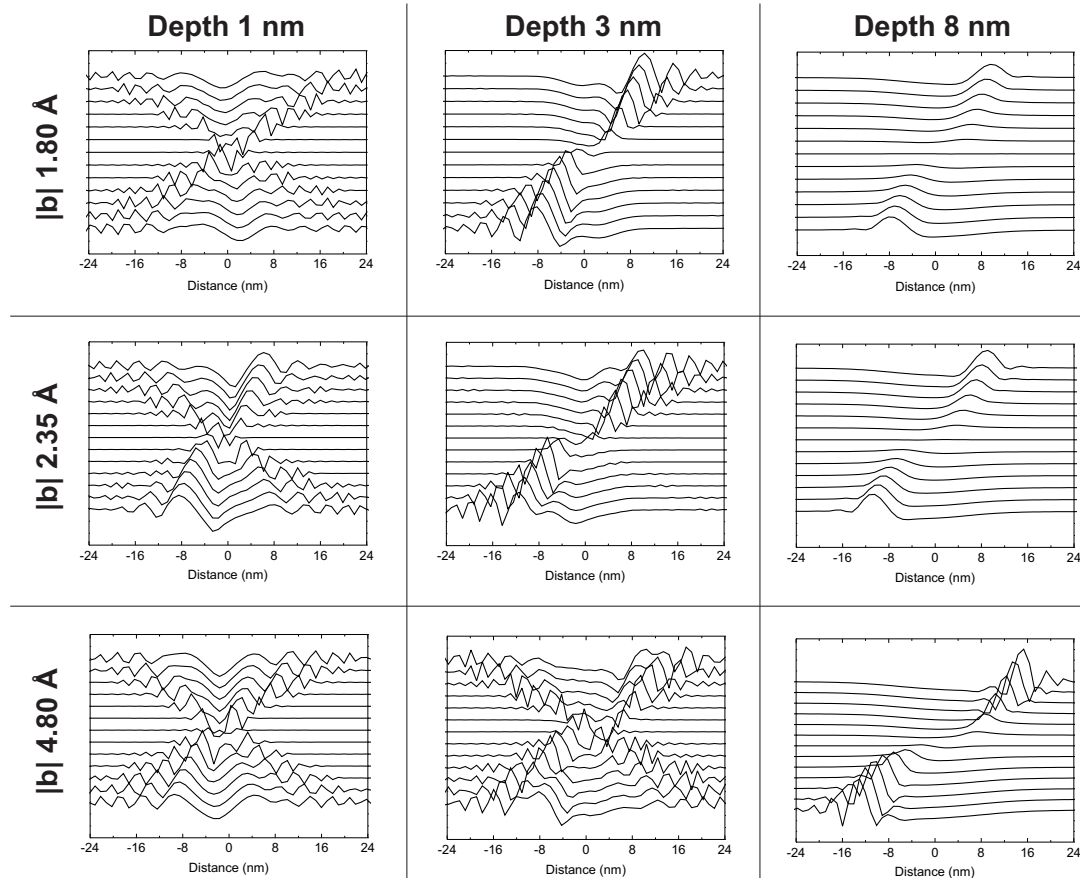 Depth 1 nm Depth 3 nm Depth 8 nm
|b| 1.80 Å
-24 -16 -8 0 8 16 24
Distance (nm)
-24 -16 -8 0 8 16 24
Distance (nm)
-24 -16 -8 0 8 16 24
Distance (nm)
|b| 2.35 Å
-24 -16 -8 0 8 16 24
Distance (nm)
-24 -16 -8 0 8 16 24
Distance (nm)
-24 -16 -8 0 8 16 24
Distance (nm)
|b| 4.80 Å
-24 -16 -8 0 8 16 24
Distance (nm)
-24 -16 -8 0 8 16 24
Distance (nm)
-24 -16 -8 0 8 16 24
Distance (nm)